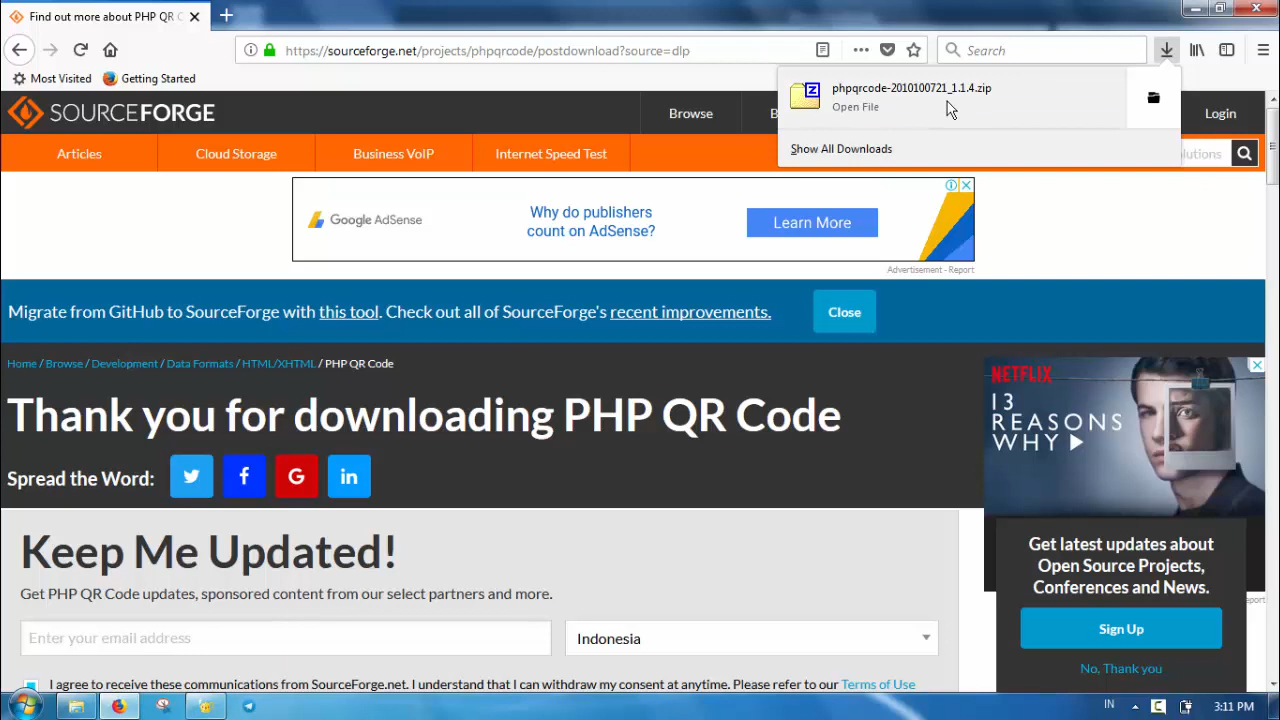 Find out more about PHP QR C
https://sourceforge.net/projects/phpqrcode/postdownload?source=dlp
Search
Most Visited
Getting Started
phpqrcode-2010100721_1.1.4.zip
Open File
Show All Downloads
SOURCEFORGE
Browse
B
Login
Articles
Cloud Storage
Business VoIP
Internet Speed Test
olutions
Google AdSense
Why do publishers
count on AdSense?
Learn More
Advertisement - Report
Migrate from GitHub to SourceForge with this tool. Check out all of SourceForge's recent improvements.
Close
Home / Browse / Development / Data Formats / HTML/XHTML / PHP QR Code
Thank you for downloading PHP QR Code
Spread the Word:
NETFLIX
13
REASONS
WHY
Keep Me Updated!
Get PHP QR Code updates, sponsored content from our select partners and more.
Enter your email address
Indonesia
I agree to receive these communications from SourceForge.net. I understand that I can withdraw my consent at anytime. Please refer to our Terms of Use
Get latest updates about
Open Source Projects,
Conferences and News.
Sign Up
No, Thank you
eport
IN
3:11 PM